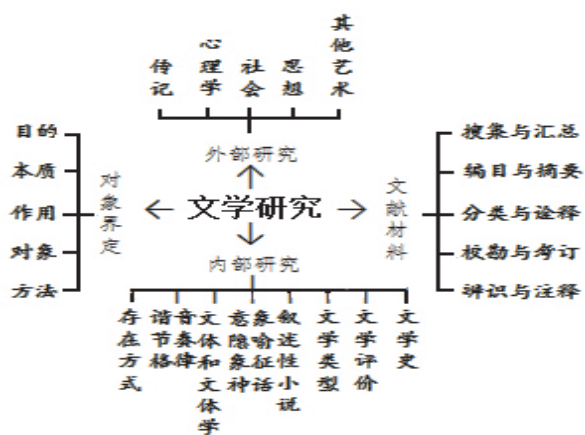 传记
心理学
社会
思想
其他艺术
外部研究
目的
本质
作用
对象
方法
对象界定
文学研究
文献材料
搜集与汇总
编目与摘要
分类与诠释
校勘与考订
辨识与注释
内部研究
存在方式
谐音
节奏
格律
文体和文体学
意象
隐喻
象征
神话
叙述性小说
文学类型
文学评价
文学史